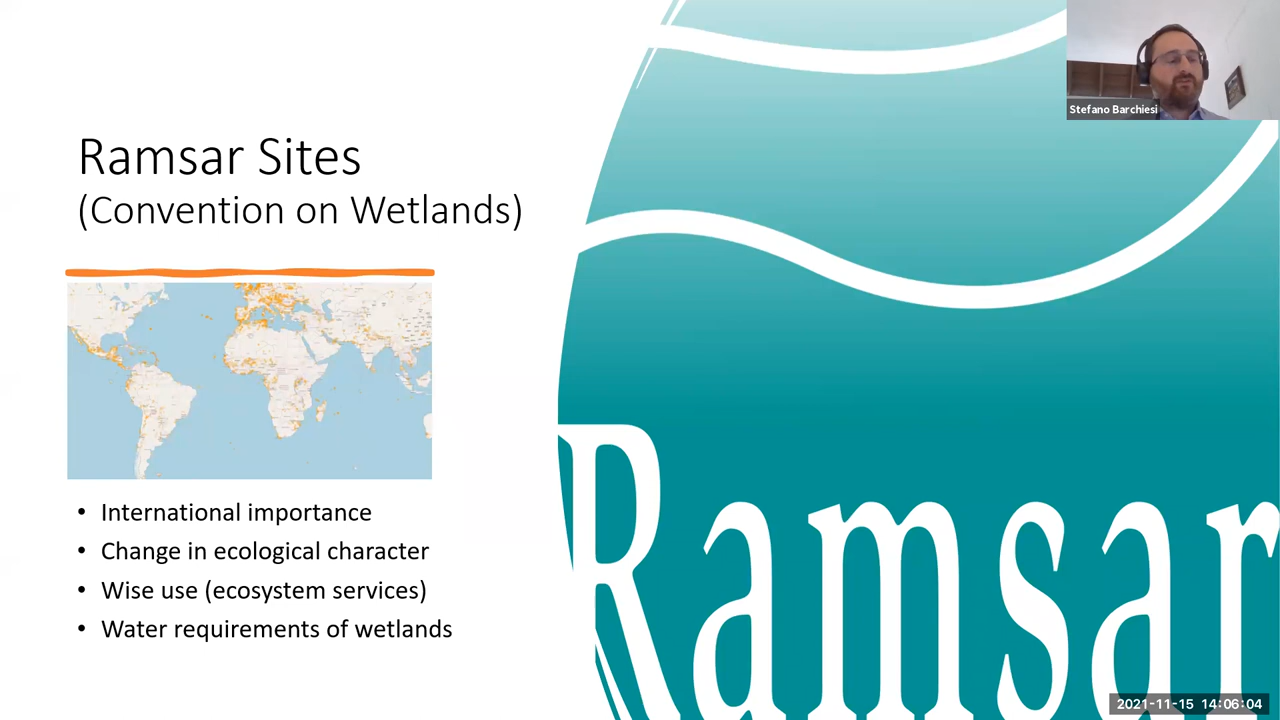 Ramsar Sites
(Convention on Wetlands)
• International importance
• Change in ecological character
• Wise use (ecosystem services)
• Water requirements of wetlands
Ramsar
Stefano Barchiesi
2021-11-15 14:06:04